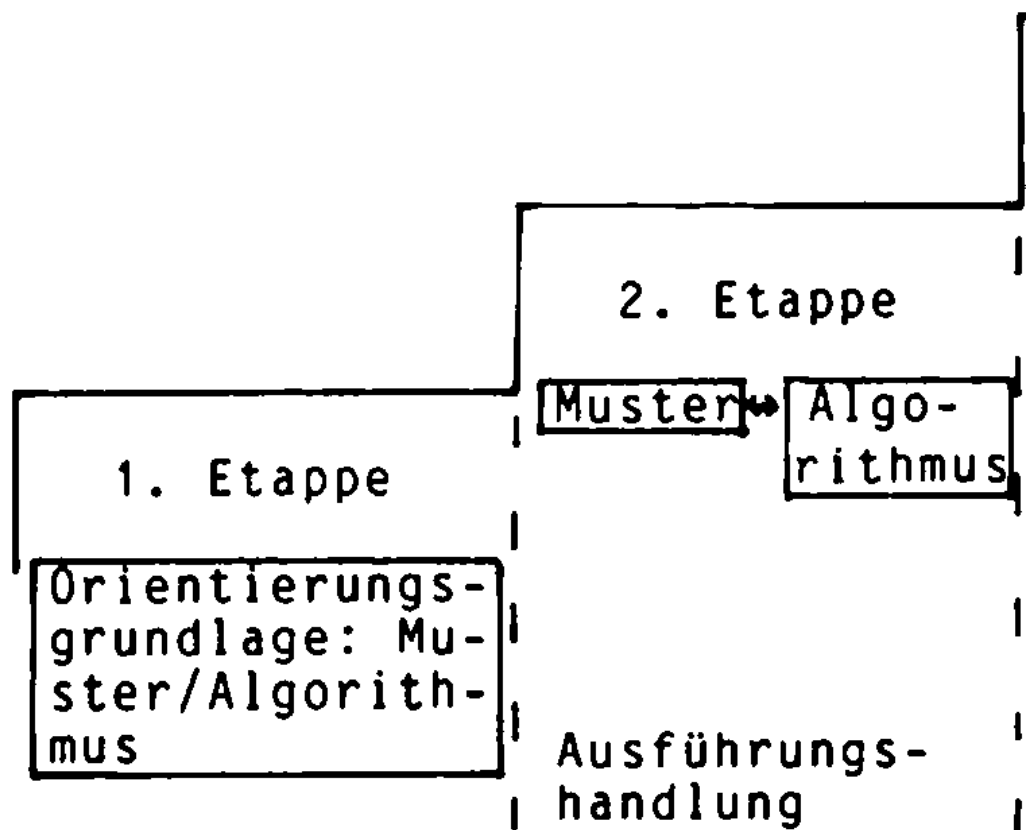 2. Etappe
Muster
Algo-
rithmus
1. Etappe
Orientierungs-
grundlage: Mu-
ster/Algorith-
mus
Ausführungs-
handlung